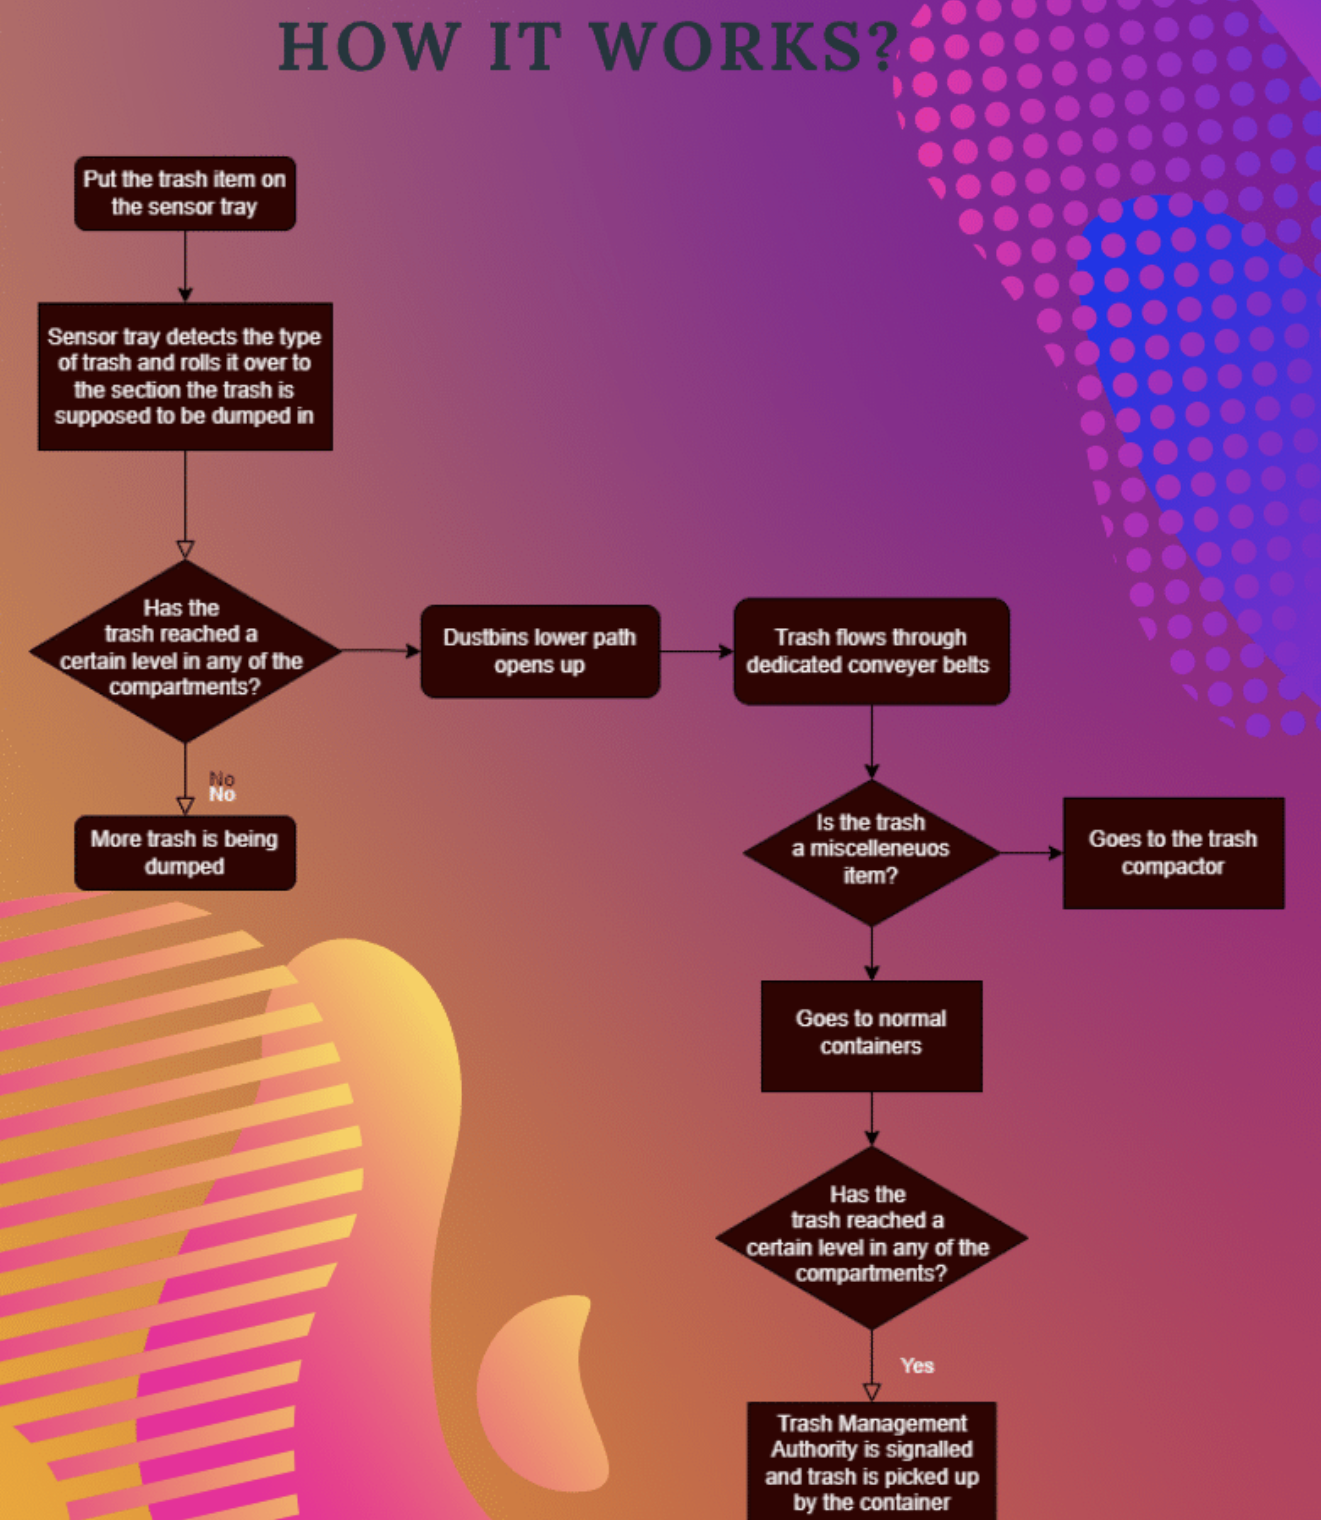 HOW IT WORKS?
Put the trash item on
the sensor tray
Sensor tray detects the type
of trash and rolls it over to
the section the trash is
supposed to be dumped in
Has the
trash reached a
certain level in any of the
compartments?
Dustbins lower path
opens up
Trash flows through
dedicated conveyer belts
No
No
More trash is being
dumped
Is the trash
a miscelleneuos
item?
Goes to the trash
compactor
Goes to normal
containers
Has the
trash reached a
certain level in any of the
compartments?
Yes
Trash Management
Authority is signalled
and trash is picked up
by the container